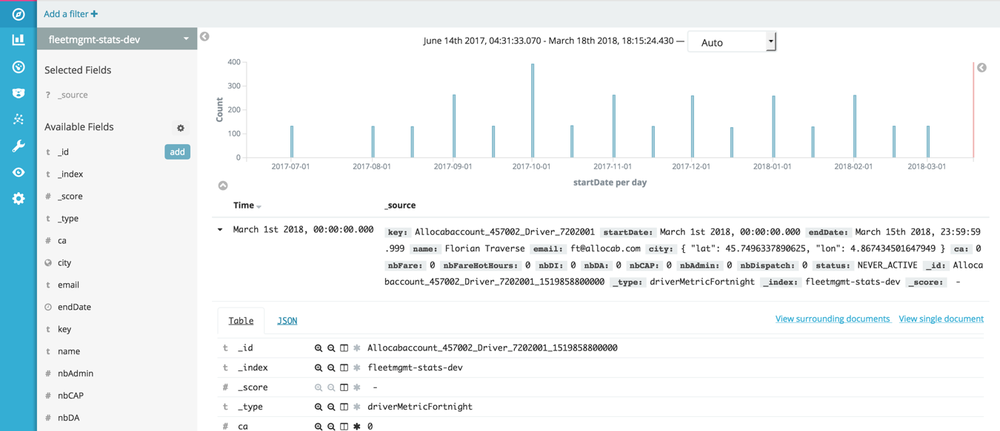 Add a filter +
fleetmgmt-stats-dev
Selected Fields
? _source
Available Fields
t _id add
t _index
# _score
t _type
# ca
city
t email
endDate
t key
t name
# nbAdmin
# nbCAP
# nbDA
June 14th 2017, 04:31:33.070 - March 18th 2018, 18:15:24.430 — Auto
400
300
200
100
0
Count
2017-07-01 2017-08-01 2017-09-01 2017-10-01 2017-11-01 2017-12-01 2018-01-01 2018-02-01 2018-03-01
startDate per day
Time _source
March 1st 2018, 00:00:00.000 key: Allocabaccount_457002_Driver_7202001 startDate: March 1st 2018, 00:00:00.000 endDate: March 15th 2018, 23:59:59
.999 name: Florian Traverse email: ft@allocab.com city: { "lat": 45.7496337890625, "lon": 4.867434501647949 } ca: 0
nbFare: 0 nbFareHotHours: 0 nbDI: 0 nbDA: 0 nbCAP: 0 nbAdmin: 0 nbDispatch: 0 status: NEVER_ACTIVE _id: Alloca
baccount_457002_Driver_7202001_1519858800000 _type: driverMetricFortnight _index: fleetmgmt-stats-dev _score: -
Table JSON View surrounding documents View single document
t _id Allocabaccount_457002_Driver_7202001_1519858800000
t _index fleetmgmt-stats-dev
# _score -
t _type driverMetricFortnight
# ca 0